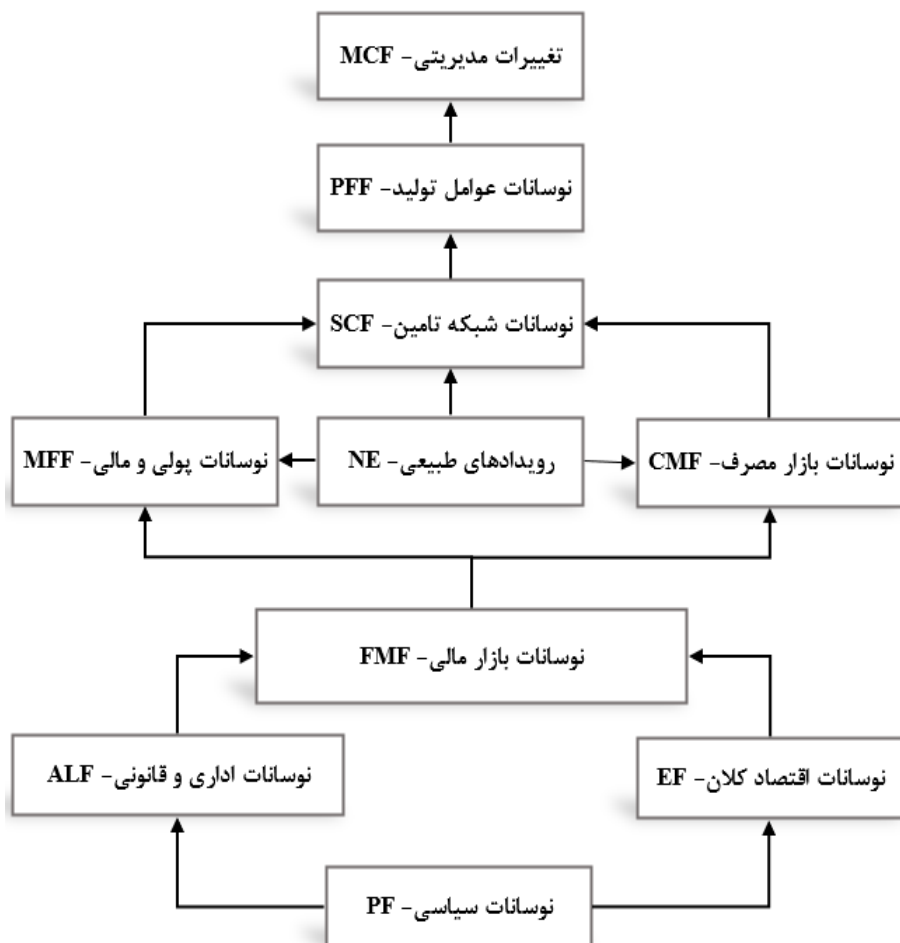 تغییرات مدیریتی- MCF
نوسانات عوامل تولید- PFF
نوسانات شبکه تامین- SCF
نوسانات بازار مصرف- CMF
رویدادهای طبیعی- NE
نوسانات پولی و مالی- MFF
نوسانات بازار مالی- FMF
نوسانات اقتصاد کلان- EF
نوسانات اداری و قانونی- ALF
نوسانات سیاسی- PF